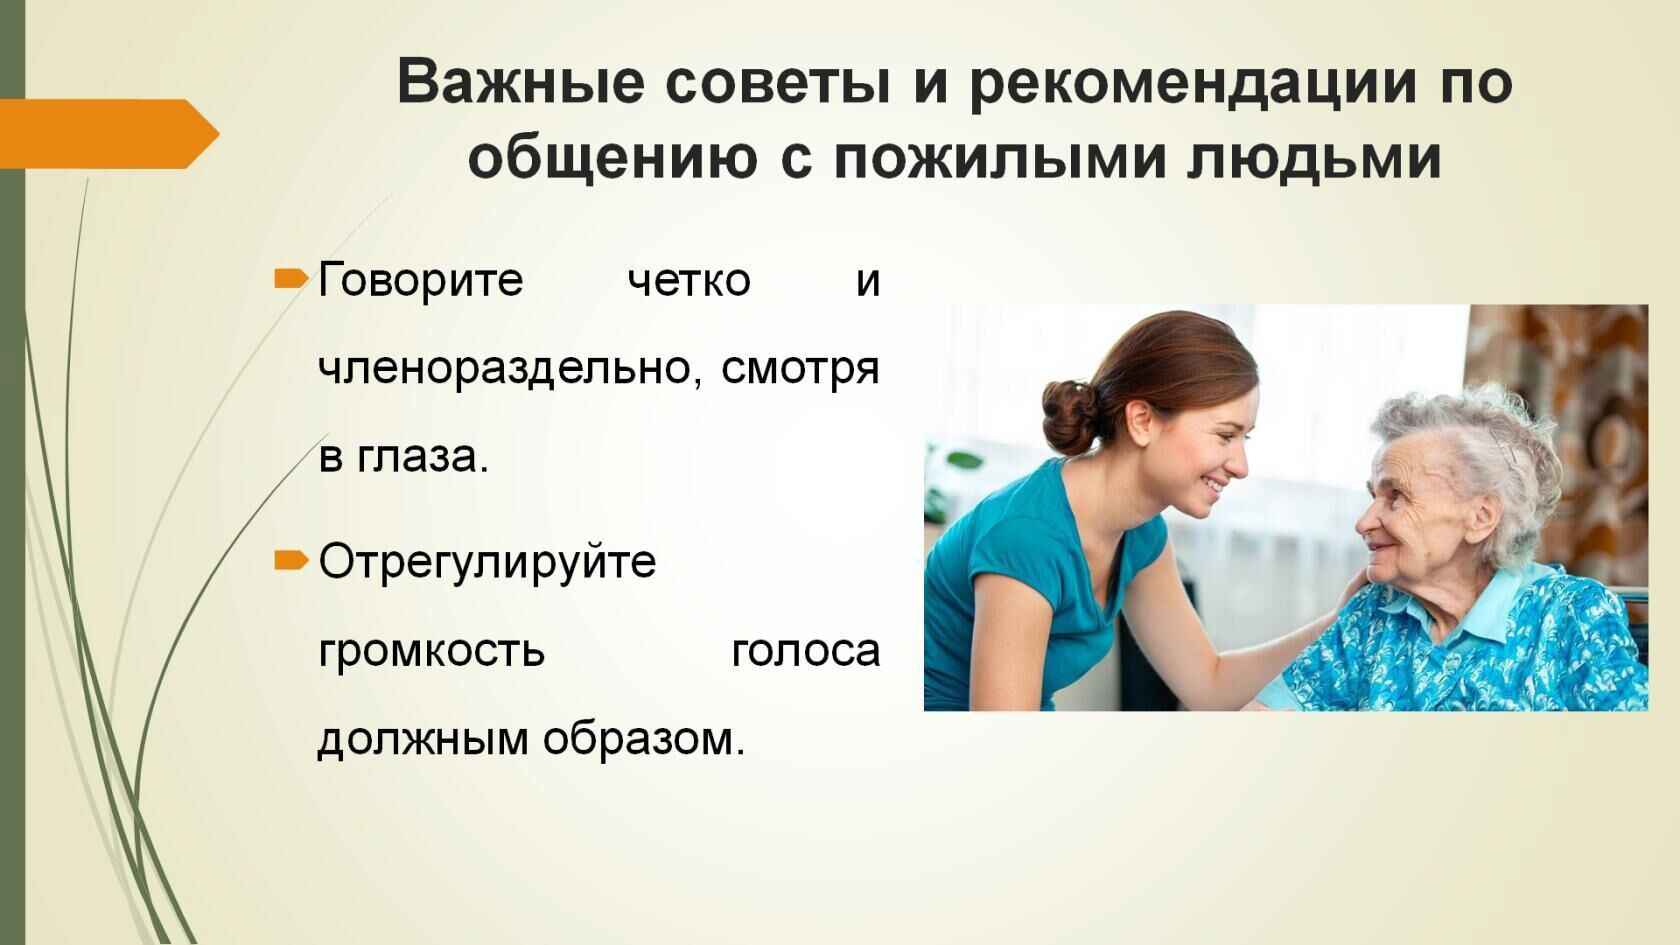 Важные советы и рекомендации по
общению с пожилыми людьми
Говорите четко и
членораздельно, смотря
в глаза.
Отрегулируйте
громкость голоса
должным образом.